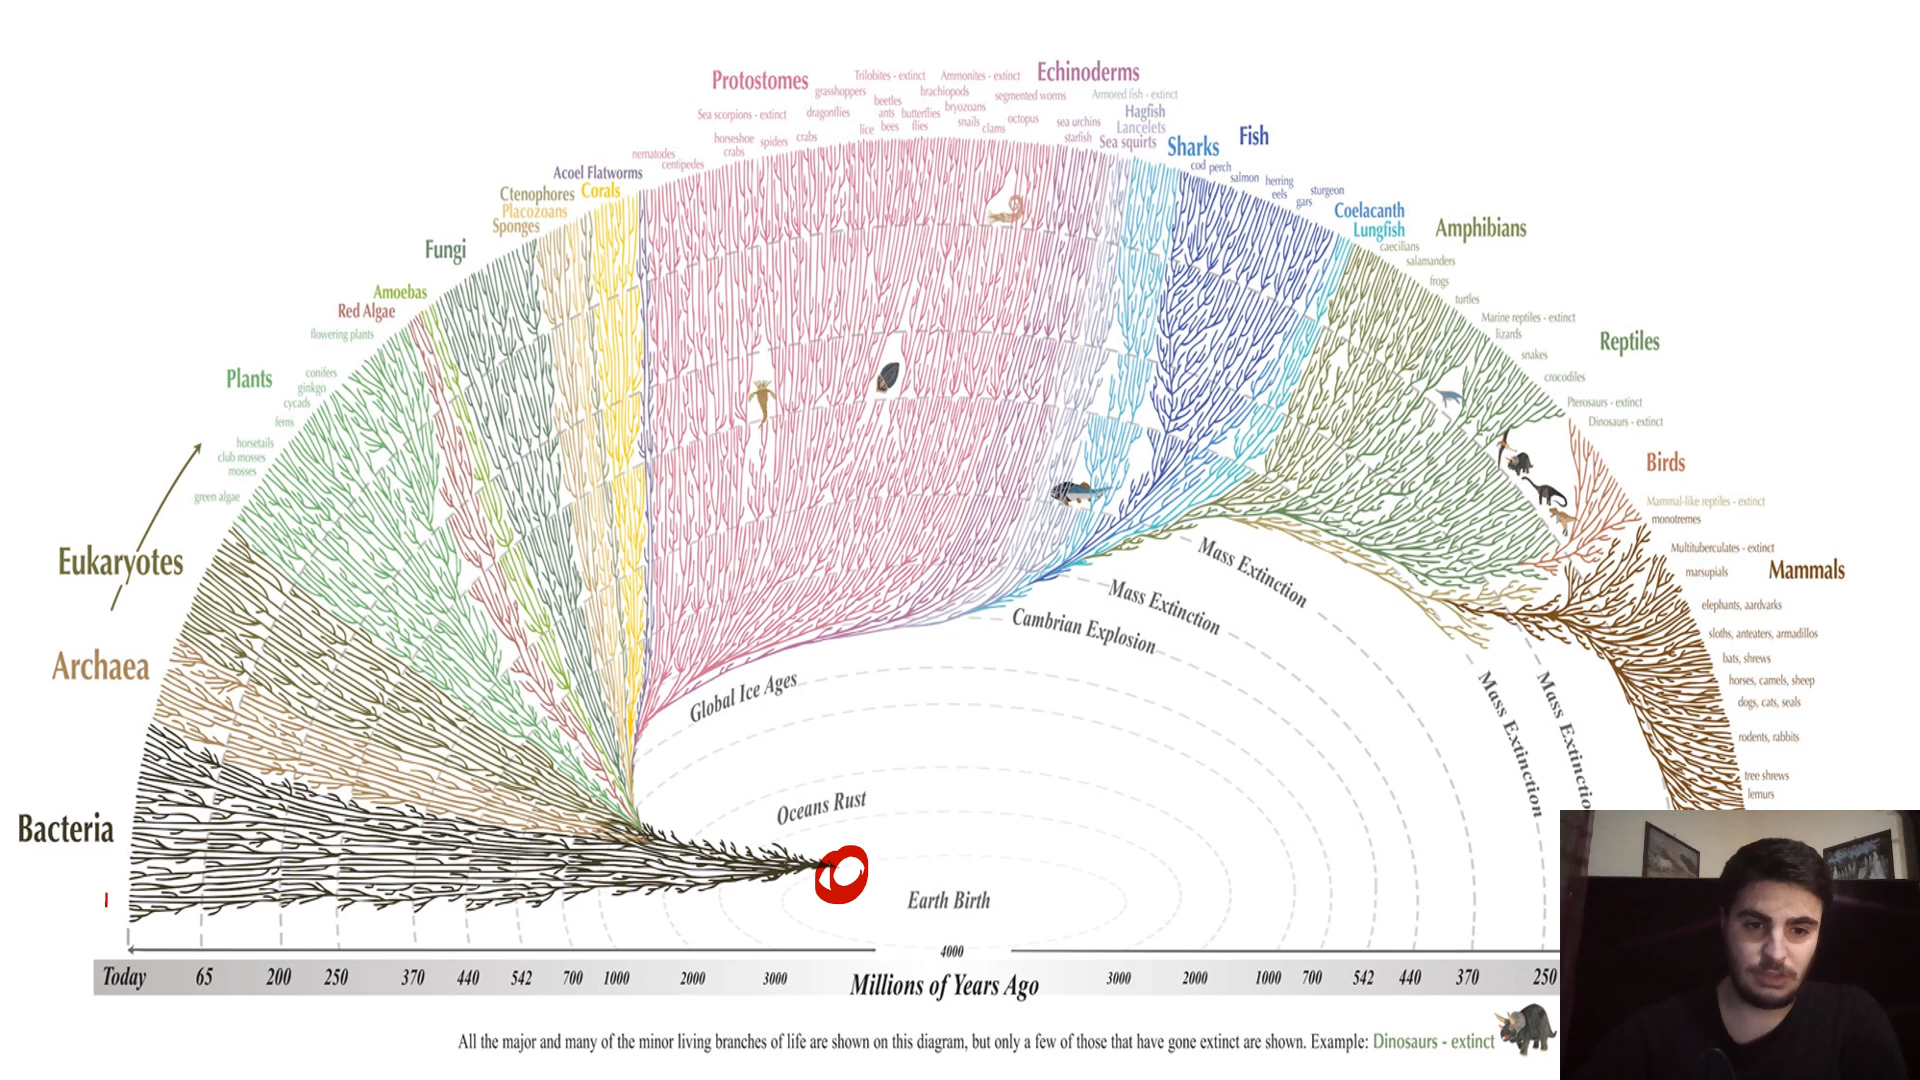 Protostomes
Trilobites - extinct
Ammonites - extinct
Echinoderms
grasshoppers
brachiopods
segmented worms
Armored fish - extinct
beetles
Sea scorpions - extinct
dragonflies
ants butterflies
bryozoans
octopus
Hagfish
lice bees flies
snails
clams
sea urchins
Lancelets
horseshoe crabs
spiders
crabs
starfish
Sea squirts
Sharks
Fish
nematodes
centipedes
cod perch
salmon
herring
eels
gars
sturgeon
Acoel Flatworms
Ctenophores
Corals
Placozoans
Sponges
Coelacanth
Lungfish
Amphibians
caecilians
salamanders
frogs
turtles
Fungi
Amoebas
Red Algae
flowering plants
Marine reptiles - extinct
lizards
Reptiles
snakes
crocodiles
Plants
conifers
ginkgo
cycads
ferns
horsetails
club mosses
mosses
green algae
Pterosaurs - extinct
Dinosaurs - extinct
Birds
Mammal-like reptiles - extinct
monotremes
Multituberculates - extinct
marsupials
Mammals
elephants, aardvarks
sloths, anteaters, armadillos
bats, shrews
horses, camels, sheep
dogs, cats, seals
rodents, rabbits
tree shrews
lemurs
Eukaryotes
Archaea
Bacteria
Mass Extinction
Mass Extinction
Cambrian Explosion
Global Ice Ages
Mass Extinction
Mass Extinctio
Oceans Rust
Earth Birth
4000
Today 65 200 250 370 440 542 700 1000 2000 3000 Millions of Years Ago 3000 2000 1000 700 542 440 370 250
All the major and many of the minor living branches of life are shown on this diagram, but only a few of those that have gone extinct are shown. Example: Dinosaurs - extinct